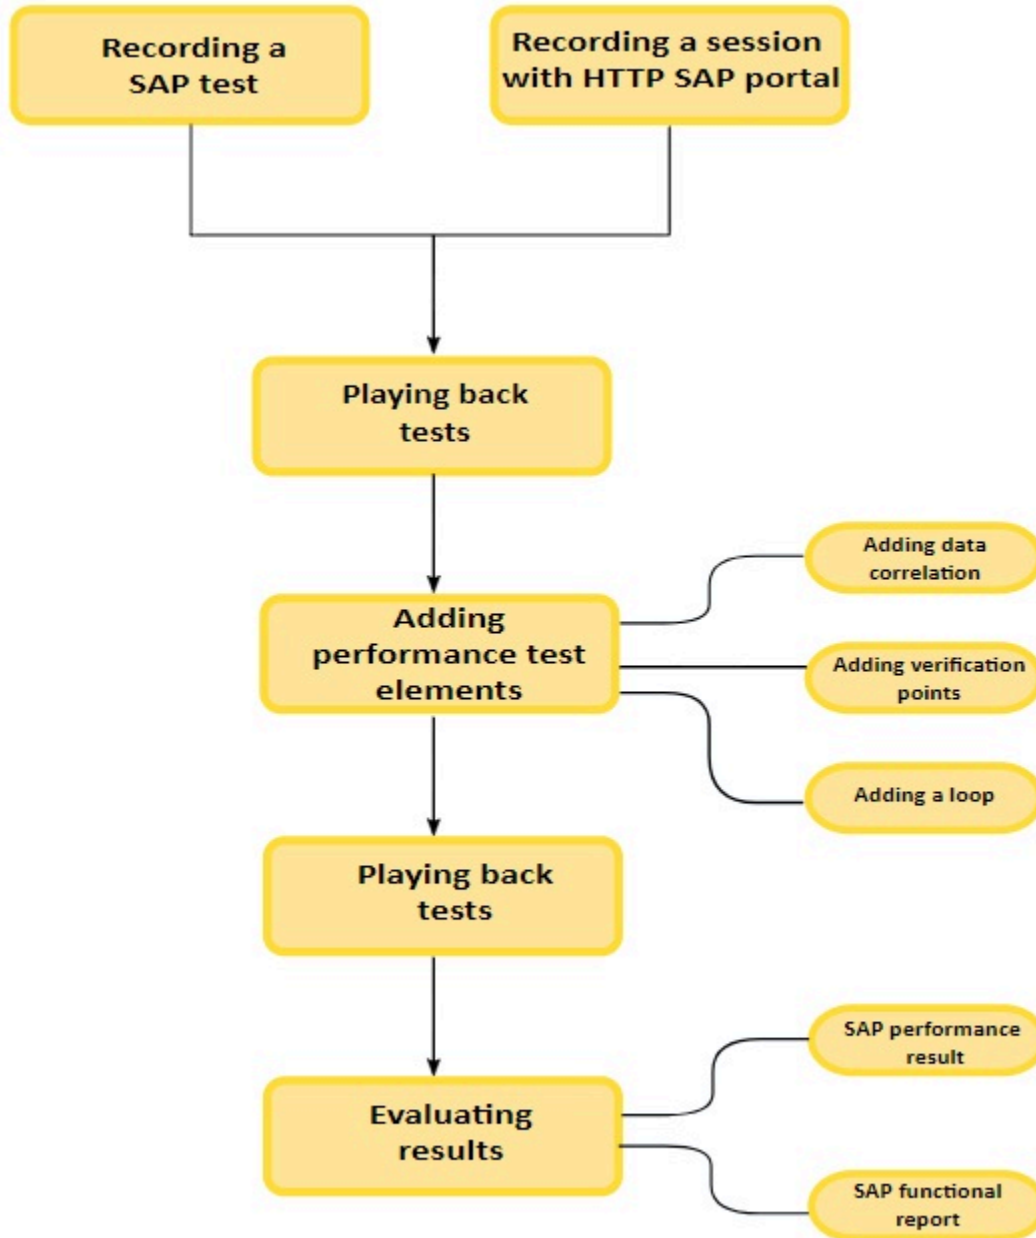 Recording a
SAP test
Recording a session
with HTTP SAP portal
Playing back
tests
Adding
performance test
elements
Adding data
correlation
Adding verification
points
Adding a loop
Playing back
tests
Evaluating
results
SAP performance
result
SAP functional
report